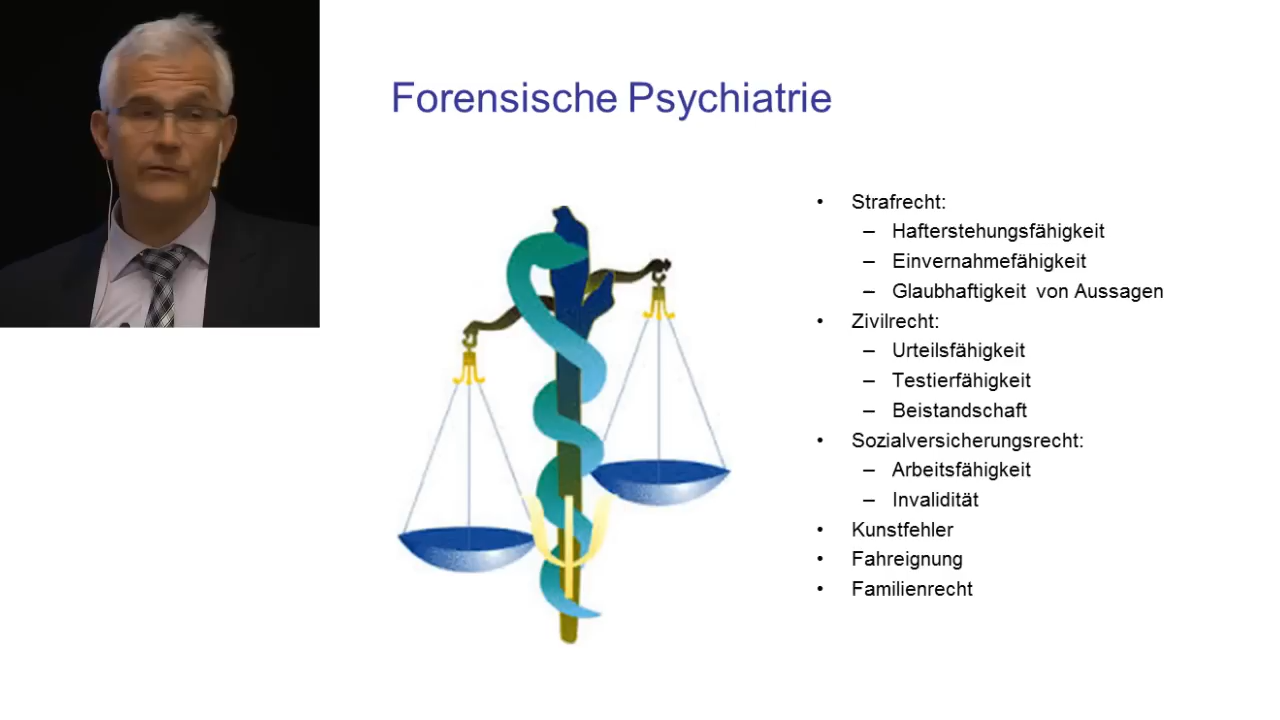 Forensische Psychiatrie
• Strafrecht:
– Hafterstehungsfähigkeit
– Einvernahmefähigkeit
– Glaubhaftigkeit von Aussagen
• Zivilrecht:
– Urteilsfähigkeit
– Testierfähigkeit
– Beistandschaft
• Sozialversicherungsrecht:
– Arbeitsfähigkeit
– Invalidität
• Kunstfehler
• Fahreignung
• Familienrecht